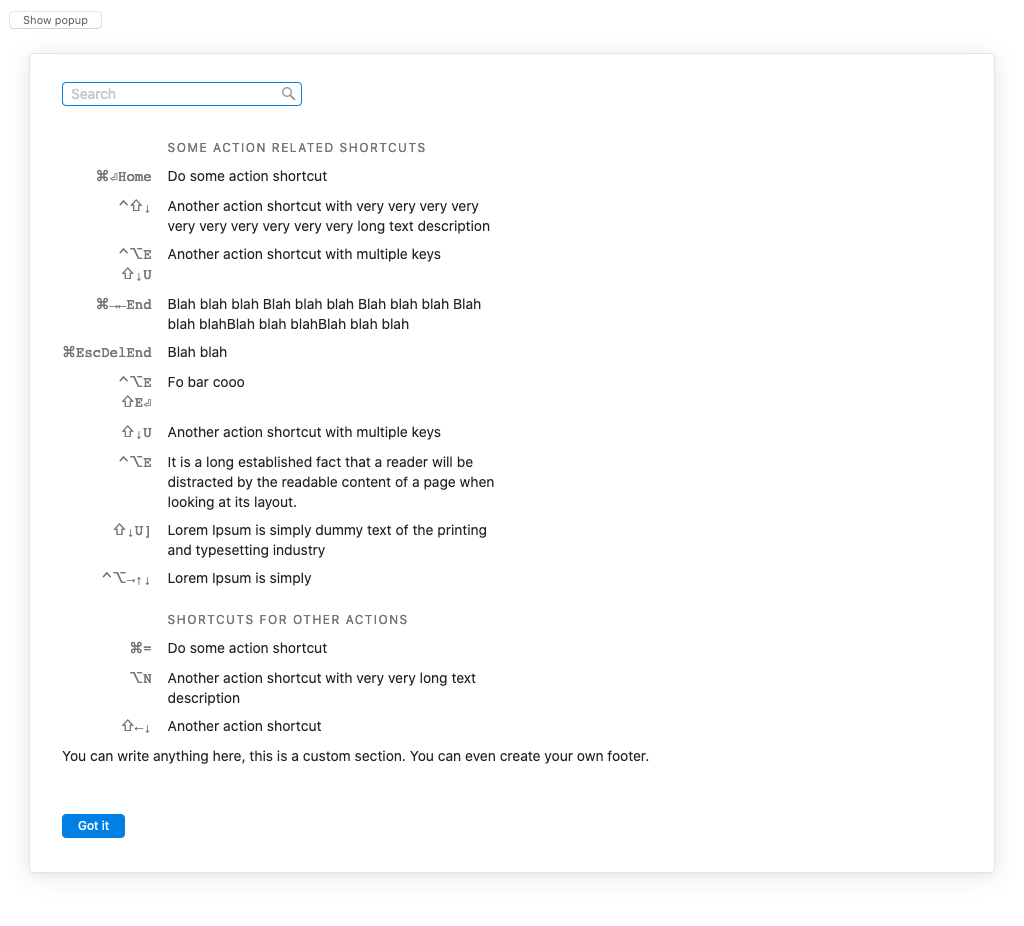 Show popup
Search
SOME ACTION RELATED SHORTCUTS
⌘⏎Home Do some action shortcut
^⇧↓ Another action shortcut with very very very very
very very very very very very long text description
^⌥E Another action shortcut with multiple keys
⇧↓U
⌘→←End Blah blah blah Blah blah blah Blah blah blah Blah
blah blahBlah blah blahBlah blah blah
⌘EscDelEnd Blah blah
^⌥E Fo bar cooo
⇧E⏎
⇧↓U Another action shortcut with multiple keys
^⌥E It is a long established fact that a reader will be
distracted by the readable content of a page when
looking at its layout.
⇧↓U] Lorem Ipsum is simply dummy text of the printing
and typesetting industry
^⌥→↑↓ Lorem Ipsum is simply
SHORTCUTS FOR OTHER ACTIONS
⌘= Do some action shortcut
⌥N Another action shortcut with very very long text
description
⇧←↓ Another action shortcut
You can write anything here, this is a custom section. You can even create your own footer.
Got it